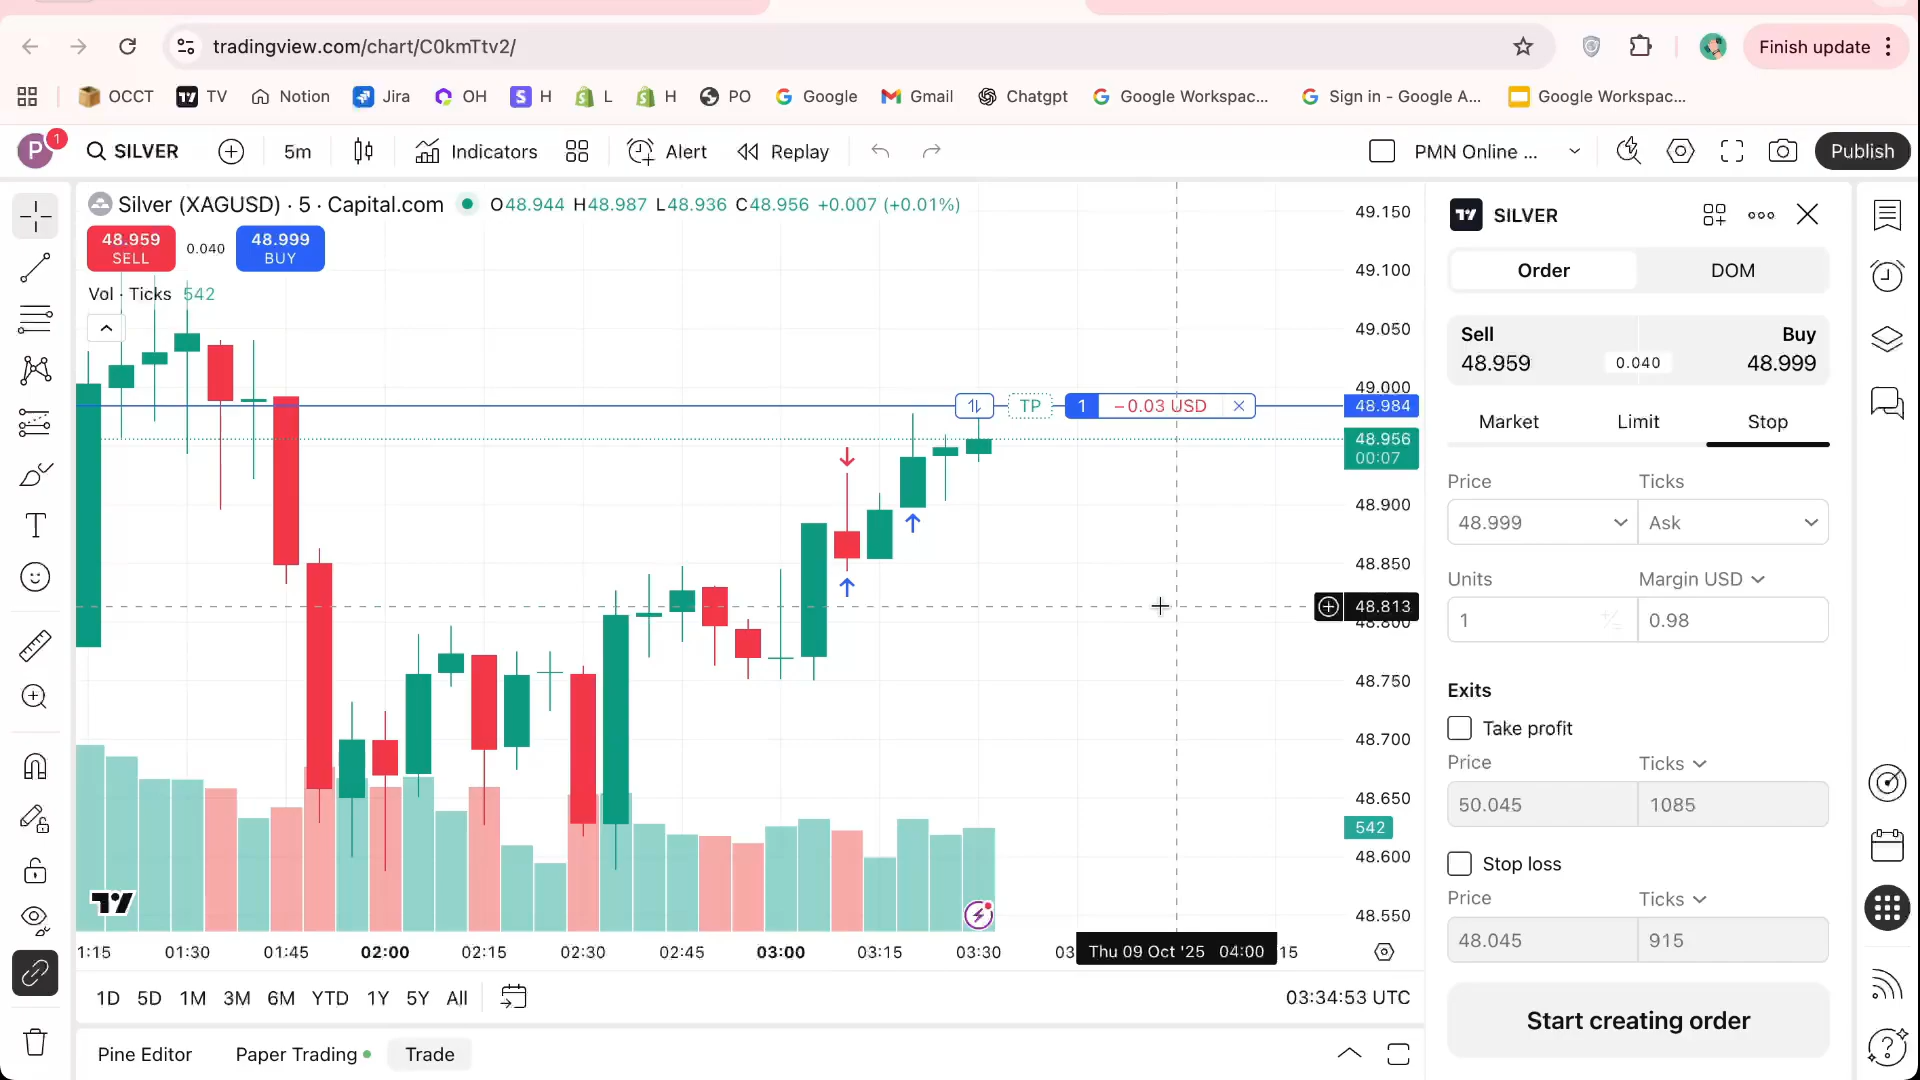 tradingview.com/chart/C0kmTtv2/
Finish update
OCCT
TV
Notion
Jira
OH
H
L
H
PO
Google
Gmail
Chatgpt
Google Workspac...
Sign in - Google A...
Google Workspac...
P
1
SILVER
5m
Indicators
Alert
Replay
PMN Online ...
Publish
Silver (XAGUSD) · 5 · Capital.com
O48.944 H48.987 L48.936 C48.956 +0.007 (+0.01%)
48.959
SELL
0.040
48.999
BUY
Vol · Ticks 542
TP
1
−0.03 USD
49.150
49.100
49.050
49.000
48.984
48.956
00:07
48.900
48.850
48.813
48.800
48.750
48.700
48.650
542
48.600
48.550
1:15
01:30
01:45
02:00
02:15
02:30
02:45
03:00
03:15
03:30
03
Thu 09 Oct '25 04:00
15
1D
5D
1M
3M
6M
YTD
1Y
5Y
All
03:34:53 UTC
Pine Editor
Paper Trading
Trade
SILVER
Order
DOM
Sell
48.959
0.040
Buy
48.999
Market
Limit
Stop
Price
Ticks
48.999
Ask
Units
Margin USD
1
0.98
Exits
Take profit
Price
Ticks
50.045
1085
Stop loss
Price
Ticks
48.045
915
Start creating order